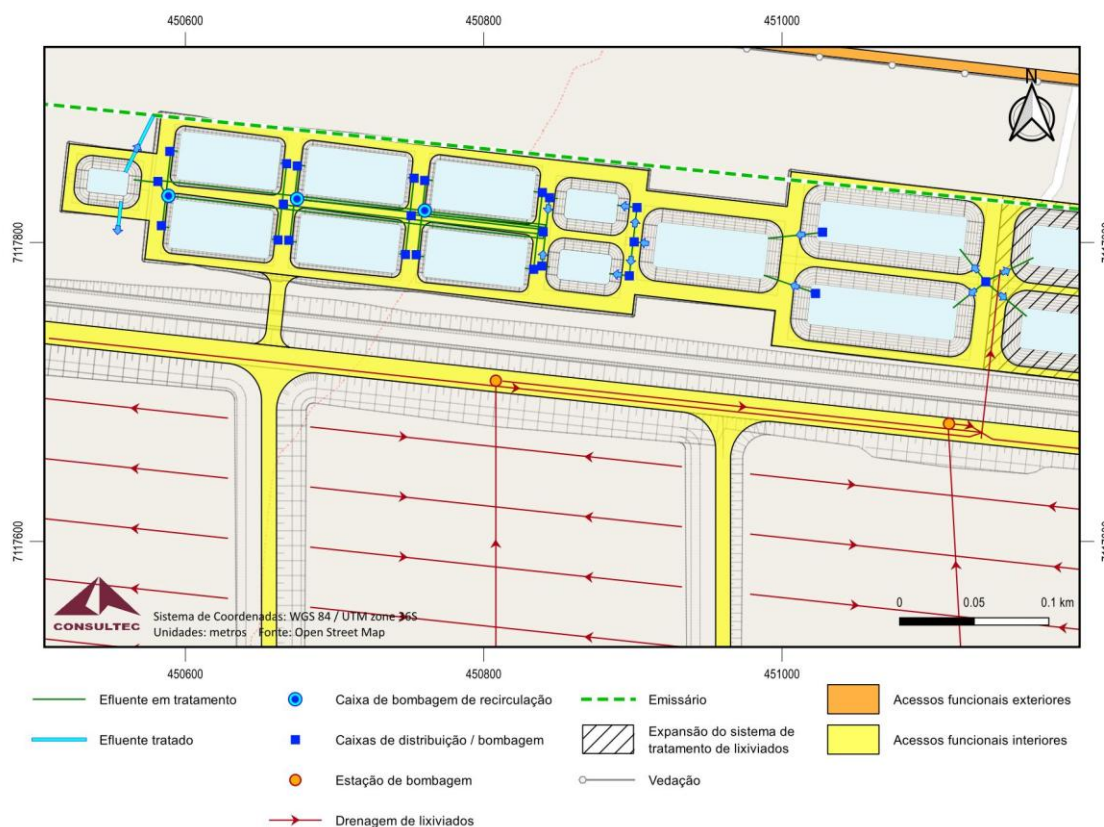 450600 450800 451000
N
7117800 7117800
7117600 7117600
CONSULTEC
Sistema de Coordenadas: WGS 84 / UTM zone 36S
Unidades: metros Fonte: Open Street Map
0 0.05 0.1 km
450600 450800 451000
Efluente em tratamento
Efluente tratado
Caixa de bombagem de recirculação
Caixas de distribuição / bombagem
Estação de bombagem
Drenagem de lixiviados
Emissário
Expansão do sistema de
tratamento de lixiviados
Vedação
Acessos funcionais exteriores
Acessos funcionais interiores